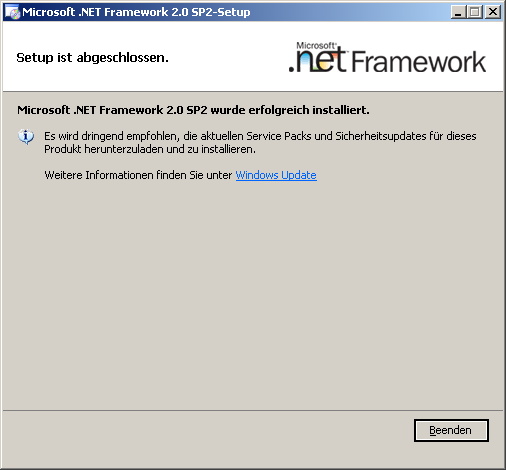 Microsoft .NET Framework 2.0 SP2-Setup
Setup ist abgeschlossen.
Microsoft®
.net Framework
Microsoft .NET Framework 2.0 SP2 wurde erfolgreich installiert.
Es wird dringend empfohlen, die aktuellen Service Packs und Sicherheitsupdates für dieses
Produkt herunterzuladen und zu installieren.
Weitere Informationen finden Sie unter Windows Update
Beenden